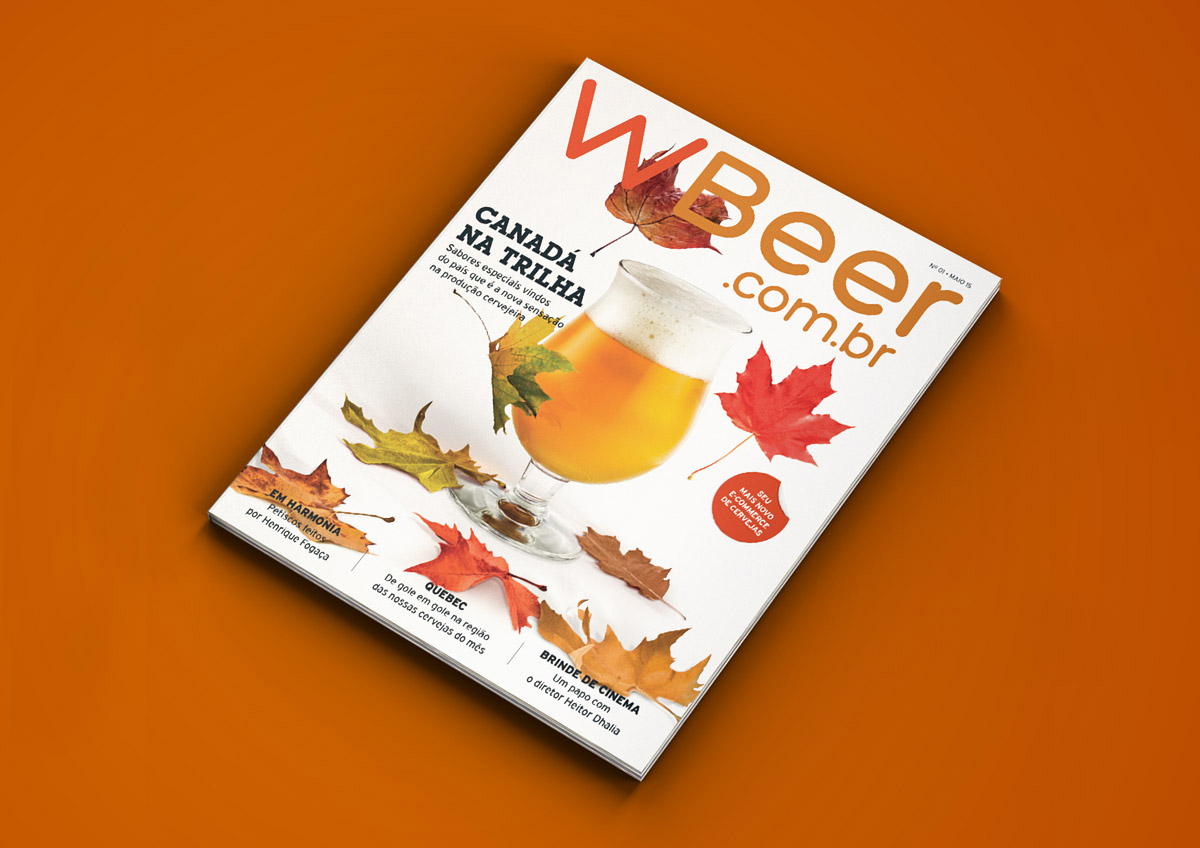 WBeer
.com.br
Nº 01 • MAIO 15
CANADÁ
NA TRILHA
Sabores especiais vindos
do país que é a nova sensação
na produção cervejeira
SEU
MAIS NOVO
E-COMMERCE
DE CERVEJAS
EM HARMONIA
Petiscos feitos
por Henrique Fogaça
QUEBEC
De gole em gole na região
das nossas cervejas do mês
BRINDE DE CINEMA
Um papo com
o diretor Heitor Dhalia